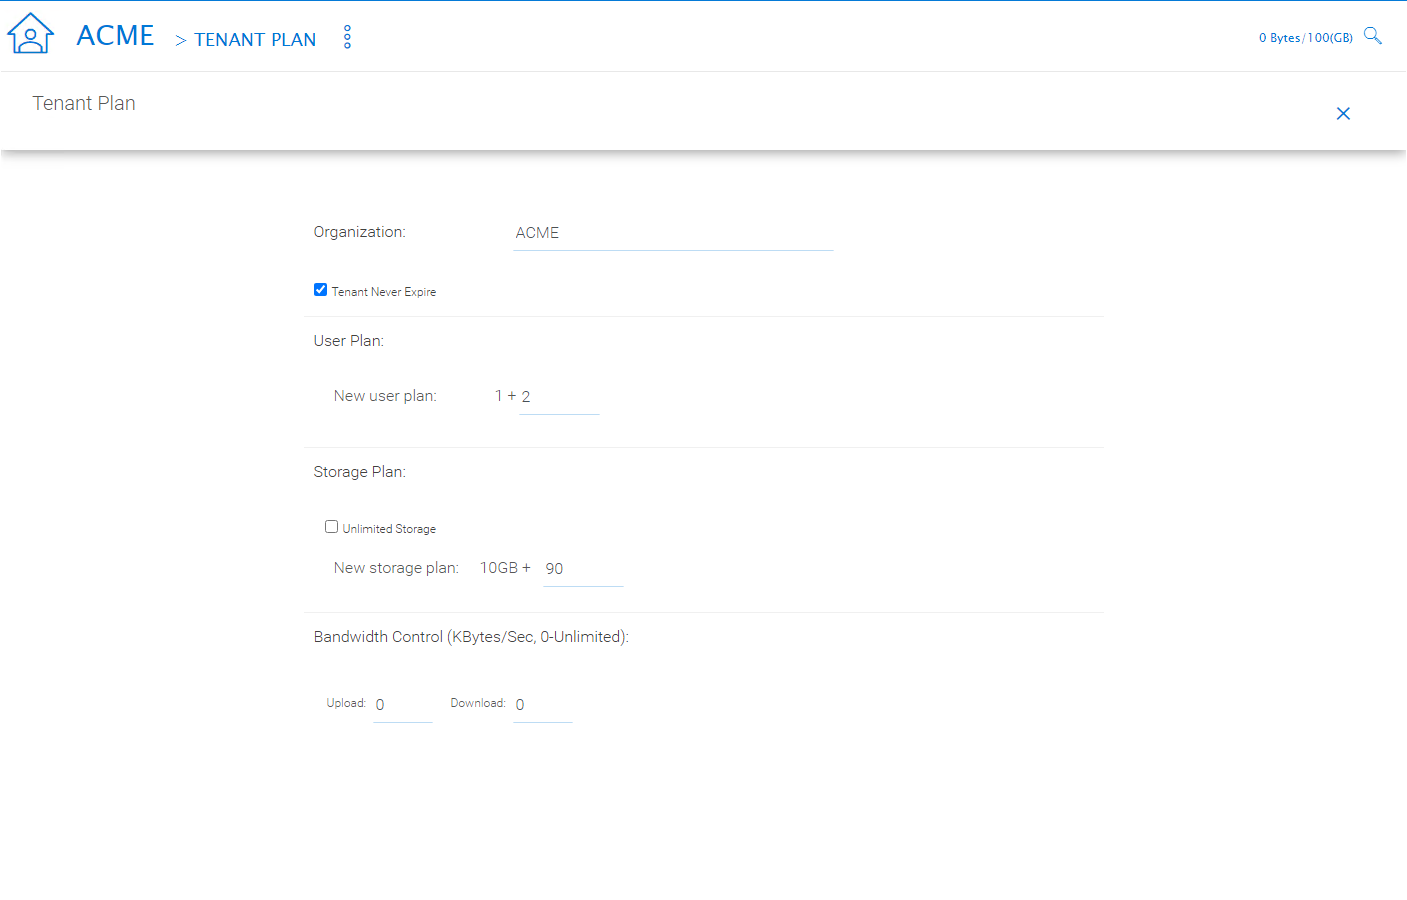 ACME > TENANT PLAN 0 Bytes/100(GB)
Tenant Plan
Organization: ACME
Tenant Never Expire
User Plan:
New user plan: 1 + 2
Storage Plan:
Unlimited Storage
New storage plan: 10GB + 90
Bandwidth Control (KBytes/Sec, 0-Unlimited):
Upload: 0 Download: 0